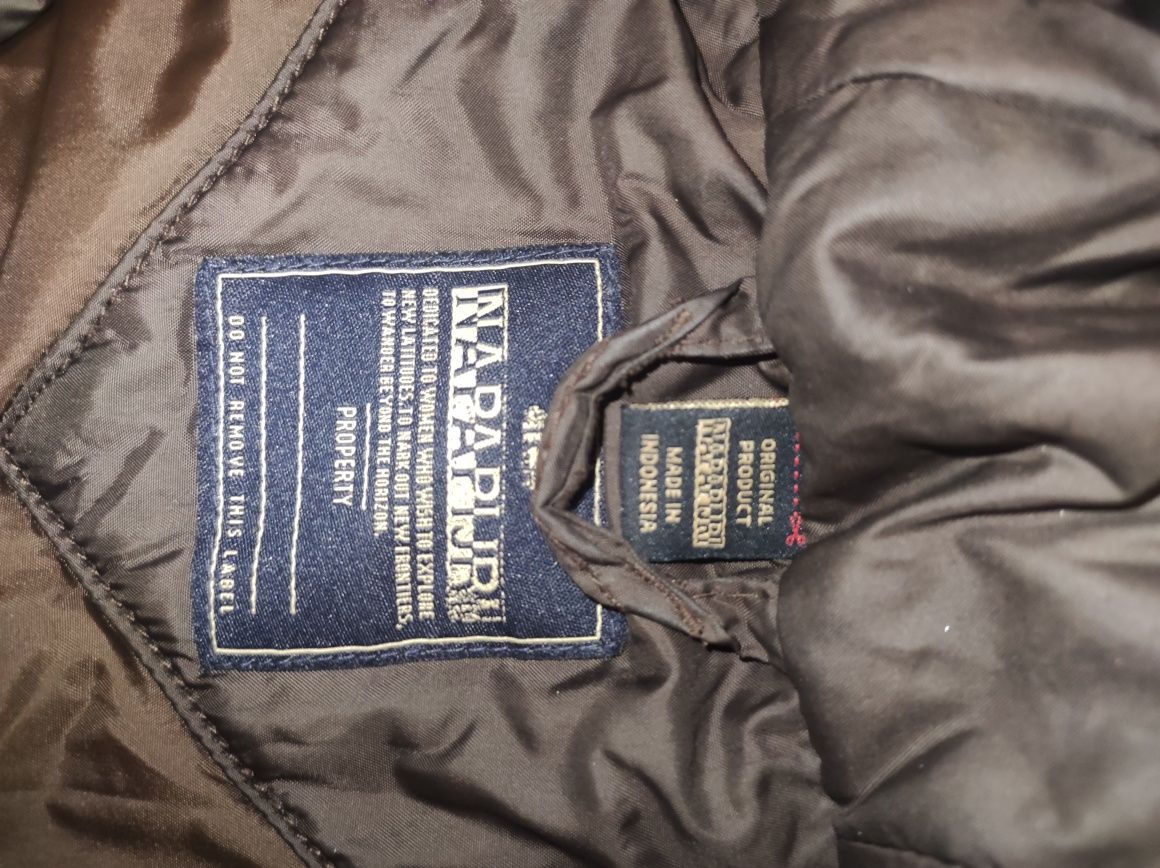 NAPAPIJRI
DEDICATED TO WOMEN WHO WISH TO EXPLORE
NEW LATITUDES, TO MARK OUT NEW FRONTIERS,
TO WANDER BEYOND THE HORIZON.
PROPERTY
DO NOT REMOVE THIS LABEL
ORIGINAL
PRODUCT
NAPAPIJRI
MADE IN
INDONESIA